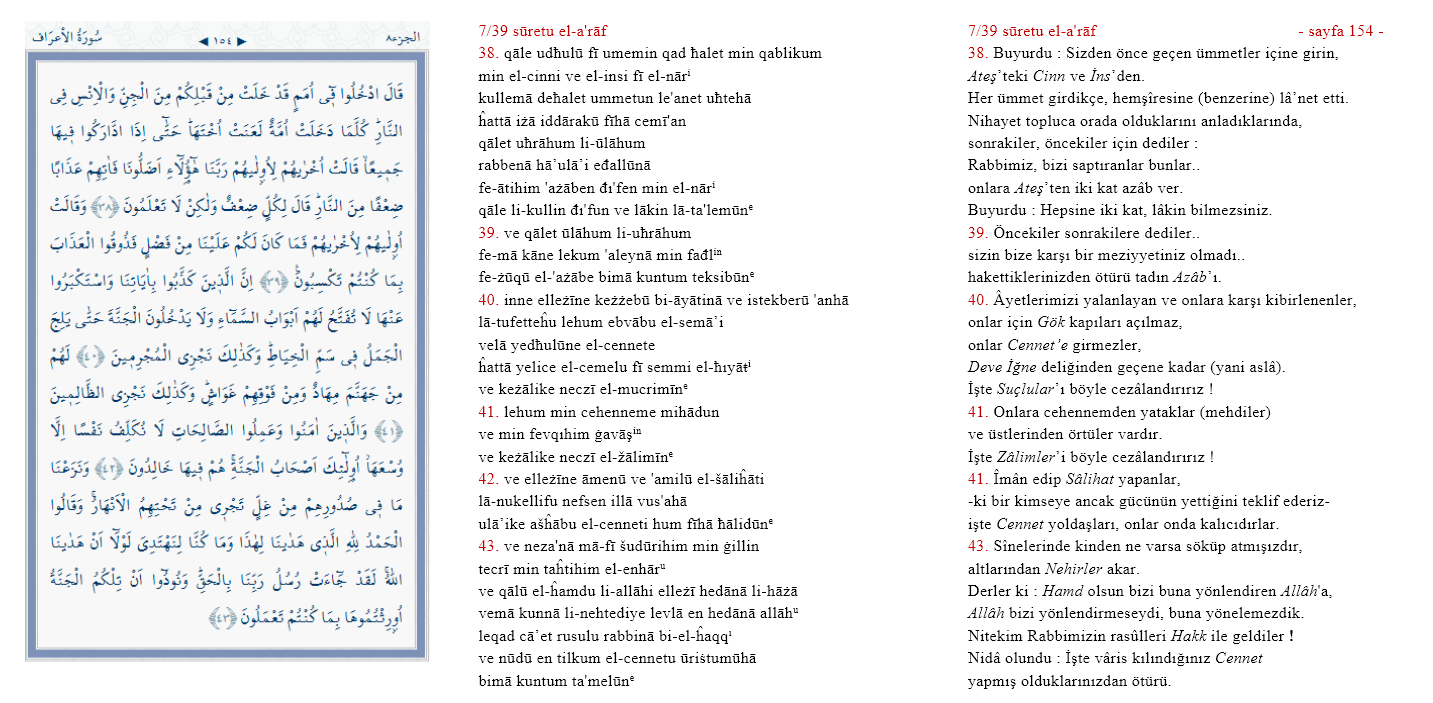 الجزء٨ ◀ ١٥٤ ▶ سُورَةُ الْاَعْرَافِ
قَالَ ادْخُلُوا فٖٓى اُمَمٍ قَدْ خَلَتْ مِنْ قَبْلِكُمْ مِنَ الْجِنِّ وَالْاِنْسِ فِى
النَّارِؕ كُلَّمَا دَخَلَتْ اُمَّةٌ لَعَنَتْ اُخْتَهَاؕ حَتّٰٓى اِذَا ادَّارَكُوا فٖيهَا
جَمٖيعًاۙ قَالَتْ اُخْرٰيهُمْ لِاُو۫لٰيهُمْ رَبَّنَا هٰٓؤُ۬لَٓاءِ اَضَلُّونَا فَاٰتِهِمْ عَذَابًا
ضِعْفًا مِنَ النَّارِؕ قَالَ لِكُلٍّ ضِعْفٌ وَلٰكِنْ لَا تَعْلَمُونَ ﴿٣٨﴾ وَقَالَتْ
اُو۫لٰيهُمْ لِاُخْرٰيهُمْ فَمَا كَانَ لَكُمْ عَلَيْنَا مِنْ فَضْلٍ فَذُوقُوا الْعَذَابَ
بِمَا كُنْتُمْ تَكْسِبُونَؒ ﴿٣٩﴾ اِنَّ الَّذٖينَ كَذَّبُوا بِاٰيَاتِنَا وَاسْتَكْبَرُوا
عَنْهَا لَا تُفَتَّحُ لَهُمْ اَبْوَابُ السَّمَٓاءِ وَلَا يَدْخُلُونَ الْجَنَّةَ حَتّٰى يَلِجَ
الْجَمَلُ فٖى سَمِّ الْخِيَاطِؕ وَكَذٰلِكَ نَجْزِى الْمُجْرِمٖينَ ﴿٤٠﴾ لَهُمْ
مِنْ جَهَنَّمَ مِهَادٌ وَمِنْ فَوْقِهِمْ غَوَاشٍؕ وَكَذٰلِكَ نَجْزِى الظَّالِمٖينَ
﴿٤١﴾ وَالَّذٖينَ اٰمَنُوا وَعَمِلُوا الصَّالِحَاتِ لَا نُكَلِّفُ نَفْسًا اِلَّا
وُسْعَهَاؗ اُو۬لٰٓئِكَ اَصْحَابُ الْجَنَّةِۚ هُمْ فٖيهَا خَالِدُونَ ﴿٤٢﴾ وَنَزَعْنَا
مَا فٖى صُدُورِهِمْ مِنْ غِلٍّ تَجْرٖى مِنْ تَحْتِهِمُ الْاَنْهَارُۚ وَقَالُوا
الْحَمْدُ لِلّٰهِ الَّذٖى هَدٰينَا لِهٰذَا وَمَا كُنَّا لِنَهْتَدِىَ لَوْلَٓا اَنْ هَدٰينَا
اللّٰهُۚ لَقَدْ جَٓاءَتْ رُسُلُ رَبِّنَا بِالْحَقِّؕ وَنُودُٓوا اَنْ تِلْكُمُ الْجَنَّةُ
اُو۫رِثْتُمُوهَا بِمَا كُنْتُمْ تَعْمَلُونَ ﴿٤٣﴾
7/39 sūretu el-a'rāf
38. qāle udħulū fī umemin qad ħalet min qablikum
min el-cinni ve el-insi fī el-nārⁱ
kullemā deħalet ummetun le'anet uħtehā
ĥattā iżā iddārakū fīhā cemī'an
qālet uħrāhum li-ūlāhum
rabbenā hā’ulā’i eđallūnā
fe-ātihim 'ażāben đı'fen min el-nārⁱ
qāle li-kullin đı'fun ve lākin lā-ta'lemūnᵉ
39. ve qālet ūlāhum li-uħrāhum
fe-mā kāne lekum 'aleynā min fađlⁱⁿ
fe-żūqū el-'ażābe bimā kuntum teksibūnᵉ
40. inne elleżīne keżżebū bi-āyātinā ve istekberū 'anhā
lā-tufetteĥu lehum ebvābu el-semā’i
velā yedħulūne el-cennete
ĥattā yelice el-cemelu fī semmi el-ħıyāŧⁱ
ve keżālike neczī el-mucrimīnᵉ
41. lehum min cehenneme mihādun
ve min fevqıhim ġavāşⁱⁿ
ve keżālike neczī el-žālimīnᵉ
42. ve elleżīne āmenū ve 'amilū el-šāliĥāti
lā-nukellifu nefsen illā vus'ahā
ulā’ike ašĥābu el-cenneti hum fīhā ħālidūnᵉ
43. ve neza'nā mā-fī šudūrihim min ġillin
tecrī min taĥtihim el-enhārᵘ
ve qālū el-ĥamdu li-allāhi elleżī hedānā li-hāżā
vemā kunnā li-nehtediye levlā en hedānā allāhᵘ
leqad cā’et rusulu rabbinā bi-el-ĥaqqᶦ
ve nūdū en tilkum el-cennetu ūriśtumūhā
bimā kuntum ta'melūnᵉ
7/39 sūretu el-a'rāf - sayfa 154 -
38. Buyurdu : Sizden önce geçen ümmetler içine girin,
Ateş’teki Cinn ve İns’den.
Her ümmet girdikçe, hemşîresine (benzerine) lâ’net etti.
Nihayet topluca orada olduklarını anladıklarında,
sonrakiler, öncekiler için dediler :
Rabbimiz, bizi saptıranlar bunlar..
onlara Ateş’ten iki kat azâb ver.
Buyurdu : Hepsine iki kat, lâkin bilmezsiniz.
39. Öncekiler sonrakilere dediler..
sizin bize karşı bir meziyyetiniz olmadı..
hakettiklerinizden ötürü tadın Azâb’ı.
40. Âyetlerimizi yalanlayan ve onlara karşı kibirlenenler,
onlar için Gök kapıları açılmaz,
onlar Cennet’e girmezler,
Deve İğne deliğinden geçene kadar (yani aslâ).
İşte Suçlular’ı böyle cezâlandırırız !
41. Onlara cehennemden yataklar (mehdiler)
ve üstlerinden örtüler vardır.
İşte Zâlimler’i böyle cezâlandırırız !
41. Îmân edip Sâlihat yapanlar,
-ki bir kimseye ancak gücünün yettiğini teklif ederiz-
işte Cennet yoldaşları, onlar onda kalıcıdırlar.
43. Sînelerinde kinden ne varsa söküp atmışızdır,
altlarından Nehirler akar.
Derler ki : Hamd olsun bizi buna yönlendiren Allâh'a,
Allâh bizi yönlendirmeseydi, buna yönelemezdik.
Nitekim Rabbimizin rasûlleri Hakk ile geldiler !
Nidâ olundu : İşte vâris kılındığınız Cennet
yapmış olduklarınızdan ötürü.